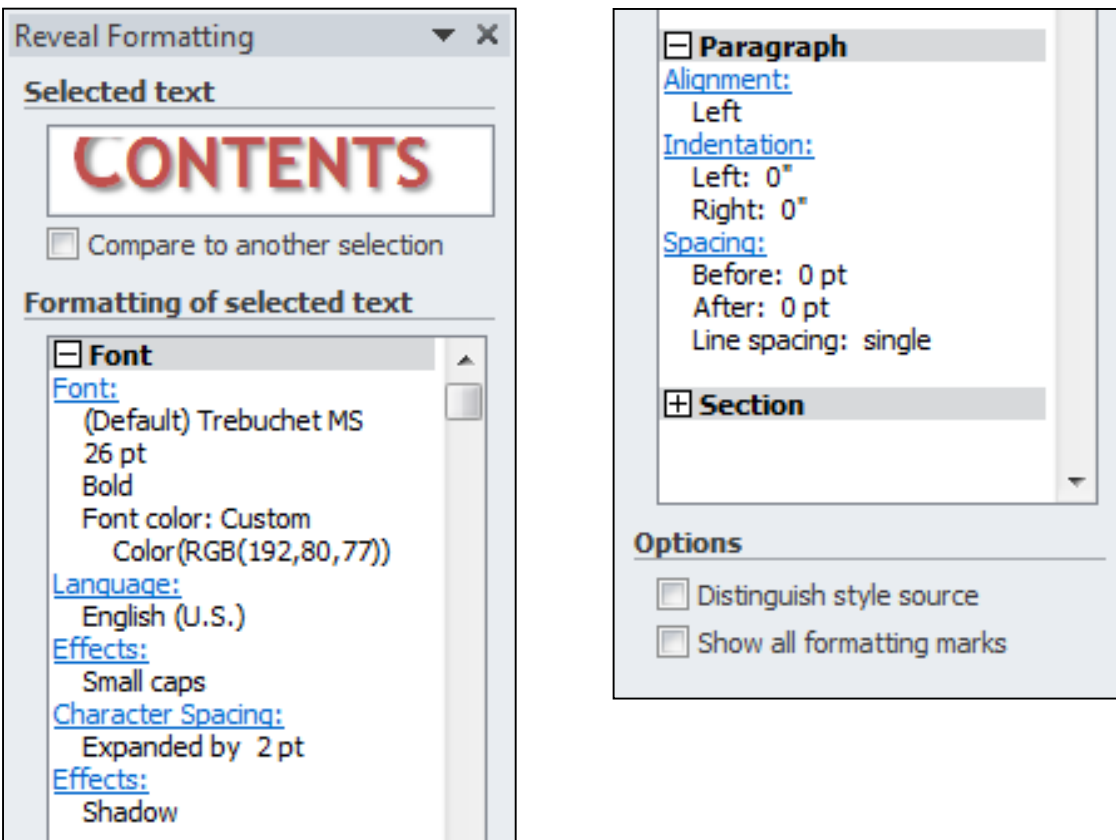 Reveal Formatting
Selected text
CONTENTS
Compare to another selection
Formatting of selected text
Font
Font:
(Default) Trebuchet MS
26 pt
Bold
Font color: Custom
Color(RGB(192,80,77))
Language:
English (U.S.)
Effects:
Small caps
Character Spacing:
Expanded by  2 pt
Effects:
Shadow
Paragraph
Alignment:
Left
Indentation:
Left:  0"
Right:  0"
Spacing:
Before:  0 pt
After:  0 pt
Line spacing:  single
Section
Options
Distinguish style source
Show all formatting marks